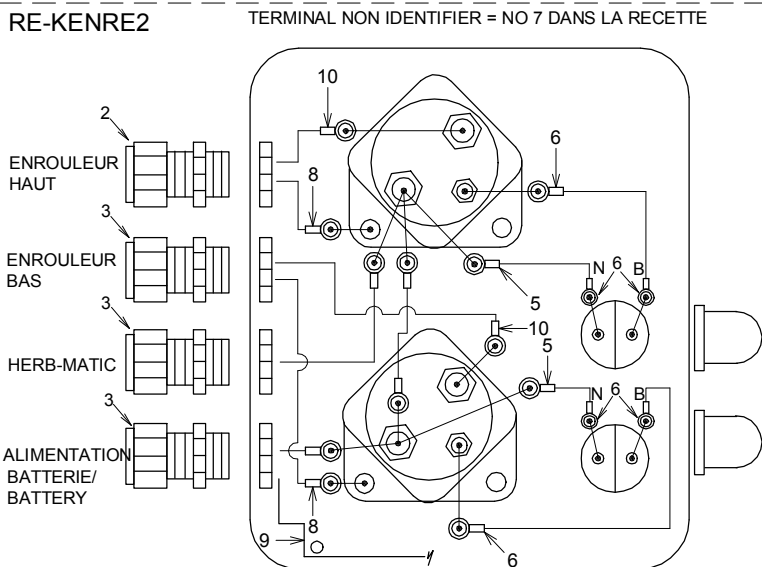 RE-KENRE2
TERMINAL NON IDENTIFIER = NO 7 DANS LA RECETTE
10
2
ENROULEUR
HAUT
8
6
3
ENROULEUR
BAS
5
N 6 B
3
10
5
HERB-MATIC
3
N 6 B
ALIMENTATION
BATTERIE/
BATTERY
8
9
6